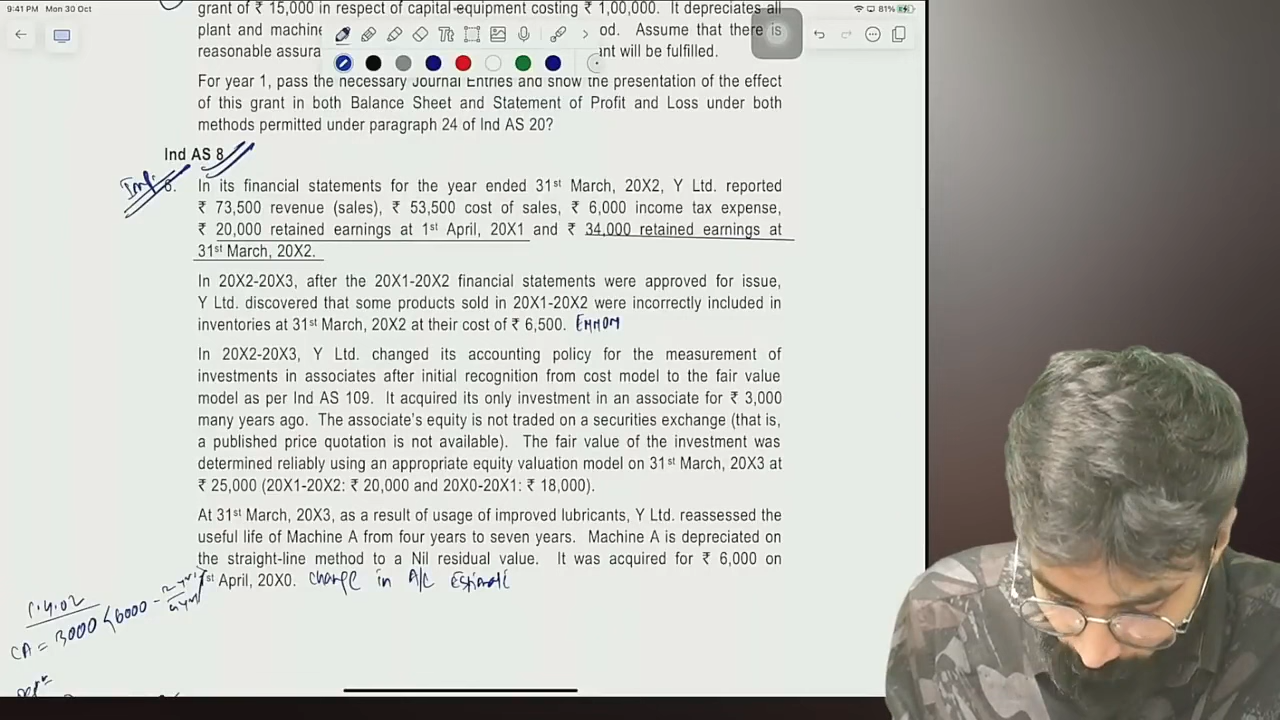 9:41 PM Mon 30 Oct
81%
grant of ₹ 15,000 in respect of capital equipment costing ₹ 1,00,000. It depreciates all
plant and machine od. Assume that there is
reasonable assura nt will be fulfilled.
For year 1, pass the necessary Journal Entries and show the presentation of the effect
of this grant in both Balance Sheet and Statement of Profit and Loss under both
methods permitted under paragraph 24 of Ind AS 20?
Ind AS 8
Imp. 6. In its financial statements for the year ended 31st March, 20X2, Y Ltd. reported
₹ 73,500 revenue (sales), ₹ 53,500 cost of sales, ₹ 6,000 income tax expense,
₹ 20,000 retained earnings at 1st April, 20X1 and ₹ 34,000 retained earnings at
31st March, 20X2.
In 20X2-20X3, after the 20X1-20X2 financial statements were approved for issue,
Y Ltd. discovered that some products sold in 20X1-20X2 were incorrectly included in
inventories at 31st March, 20X2 at their cost of ₹ 6,500. Error
In 20X2-20X3, Y Ltd. changed its accounting policy for the measurement of
investments in associates after initial recognition from cost model to the fair value
model as per Ind AS 109. It acquired its only investment in an associate for ₹ 3,000
many years ago. The associate's equity is not traded on a securities exchange (that is,
a published price quotation is not available). The fair value of the investment was
determined reliably using an appropriate equity valuation model on 31st March, 20X3 at
₹ 25,000 (20X1-20X2: ₹ 20,000 and 20X0-20X1: ₹ 18,000).
At 31st March, 20X3, as a result of usage of improved lubricants, Y Ltd. reassessed the
useful life of Machine A from four years to seven years. Machine A is depreciated on
the straight-line method to a Nil residual value. It was acquired for ₹ 6,000 on
1st April, 20X0. Change in A/C Estimate
1.4.02
CA = 3000 (6000 -